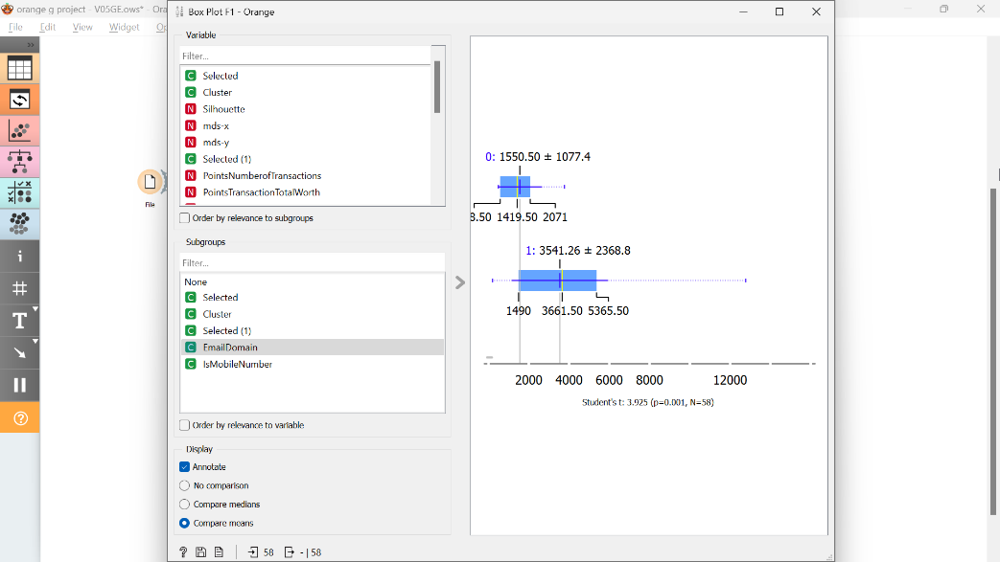 orange g project - V05GE.ows* - Ora
File Edit View Widget Op
Box Plot F1 - Orange
Variable
Filter...
C Selected
C Cluster
N Silhouette
N mds-x
N mds-y
C Selected (1)
N PointsNumberofTransactions
N PointsTransactionTotalWorth
Order by relevance to subgroups
Subgroups
Filter...
None
C Selected
C Cluster
C Selected (1)
C EmailDomain
C IsMobileNumber
Order by relevance to variable
Display
Annotate
No comparison
Compare medians
Compare means
? 58 - | 58
File
0: 1550.50 ± 1077.4
8.50 1419.50 2071
1: 3541.26 ± 2368.8
1490 3661.50 5365.50
2000 4000 6000 8000 12000
Student's t: 3.925 (p=0.001, N=58)